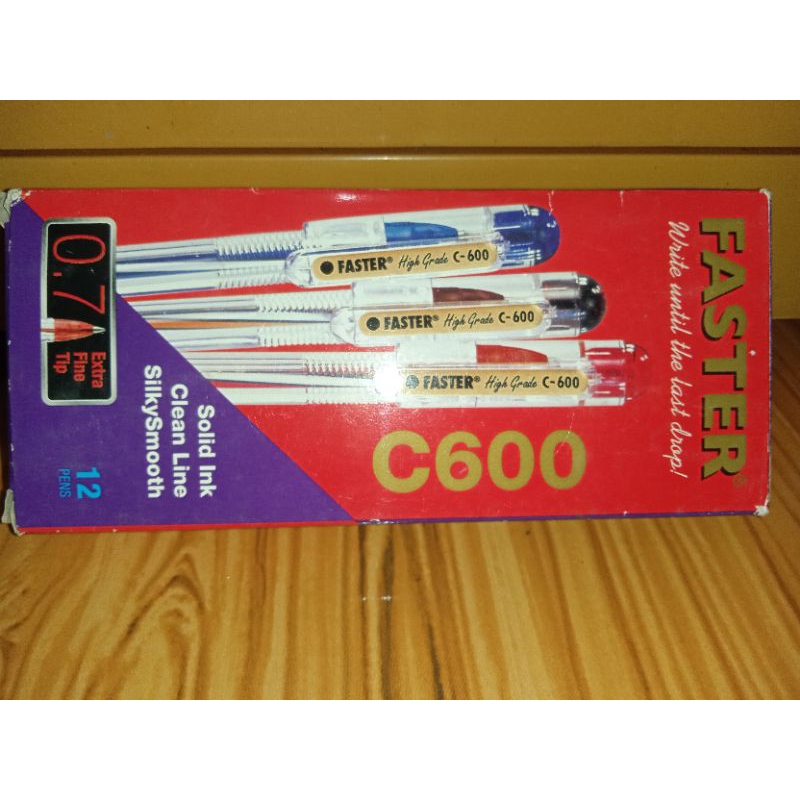 FASTER®
Write until the last drop!
FASTER® High Grade C-600
FASTER® High Grade C-600
FASTER® High Grade C-600
C600
0,7
Extra
Fine
Tip
Solid Ink
Clean Line
SilkySmooth
12
PENS